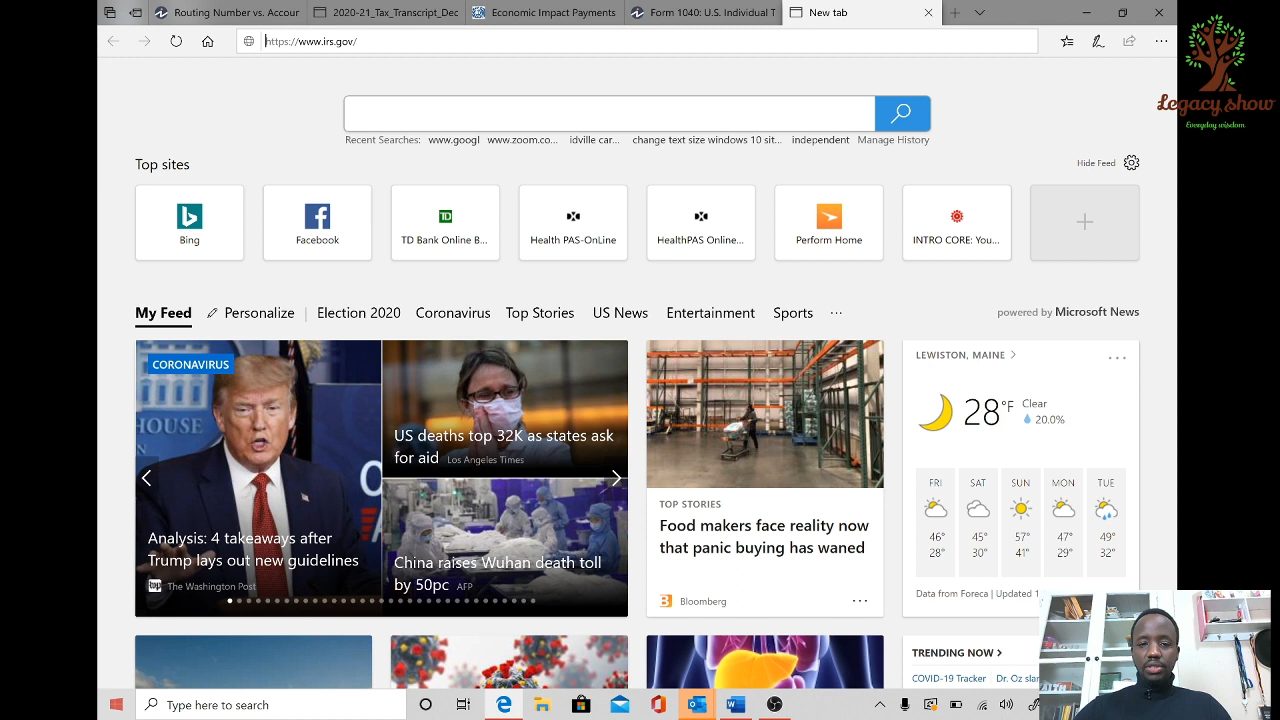 Routing Number vs. Accour
2020-21_Tax_Transcript_Dec
Economic Impact Payments
Form 1040: U.S. Individual T
New tab
https://www.irs.gov/
Legacy show
Everyday wisdom
Recent Searches: www.googl www.zoom.co... idville car... change text size windows 10 sit... independent Manage History
Top sites
Hide Feed
Bing
Facebook
TD
TD Bank Online B...
Health PAS-OnLine
HealthPAS Online...
Perform Home
INTRO CORE: You...
My Feed
Personalize
Election 2020
Coronavirus
Top Stories
US News
Entertainment
Sports
powered by Microsoft News
CORONAVIRUS
HOUSE
Analysis: 4 takeaways after
Trump lays out new guidelines
The Washington Post
US deaths top 32K as states ask
for aid Los Angeles Times
China raises Wuhan death toll
by 50pc AFP
TOP STORIES
Food makers face reality now
that panic buying has waned
Bloomberg
LEWISTON, MAINE
28°F Clear
20.0%
FRI SAT SUN MON TUE
46° 45° 57° 47° 49°
28° 30° 41° 29° 32°
Data from Foreca | Updated 1
TRENDING NOW
COVID-19 Tracker Dr. Oz slar
Type here to search